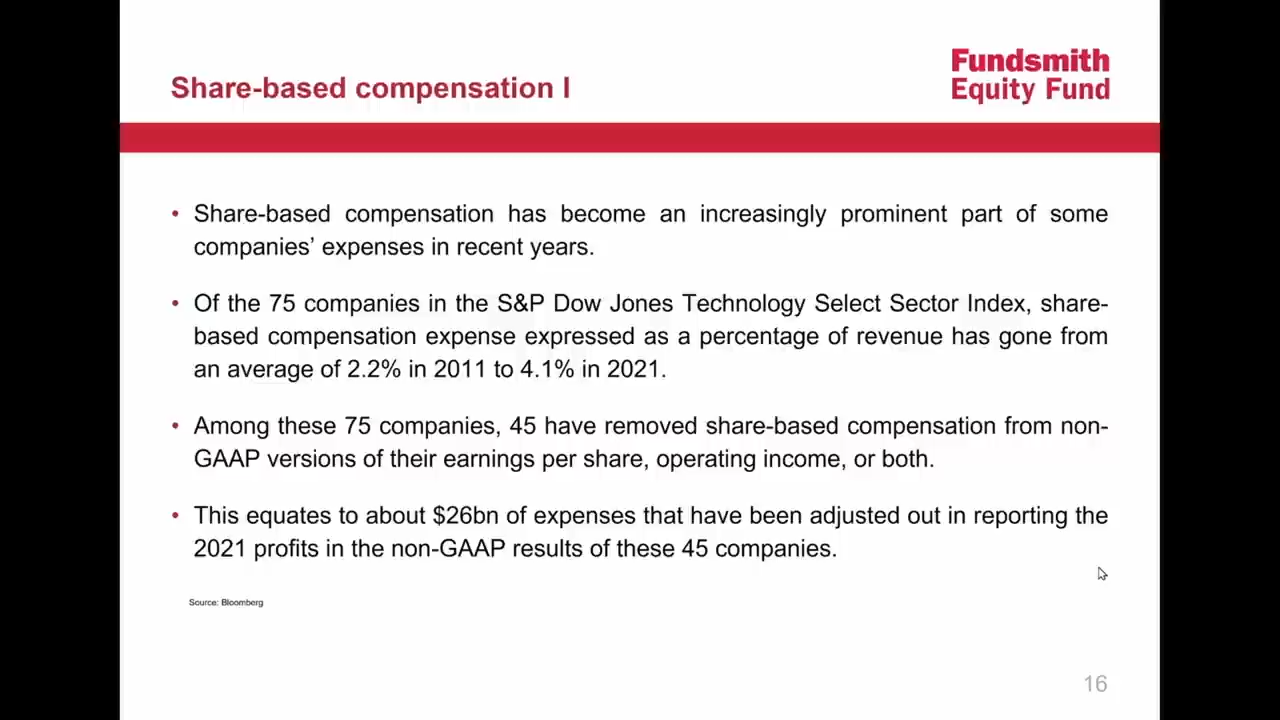 Share-based compensation I
Fundsmith
Equity Fund
• Share-based compensation has become an increasingly prominent part of some
companies’ expenses in recent years.
• Of the 75 companies in the S&P Dow Jones Technology Select Sector Index, share-
based compensation expense expressed as a percentage of revenue has gone from
an average of 2.2% in 2011 to 4.1% in 2021.
• Among these 75 companies, 45 have removed share-based compensation from non-
GAAP versions of their earnings per share, operating income, or both.
• This equates to about $26bn of expenses that have been adjusted out in reporting the
2021 profits in the non-GAAP results of these 45 companies.
Source: Bloomberg
16